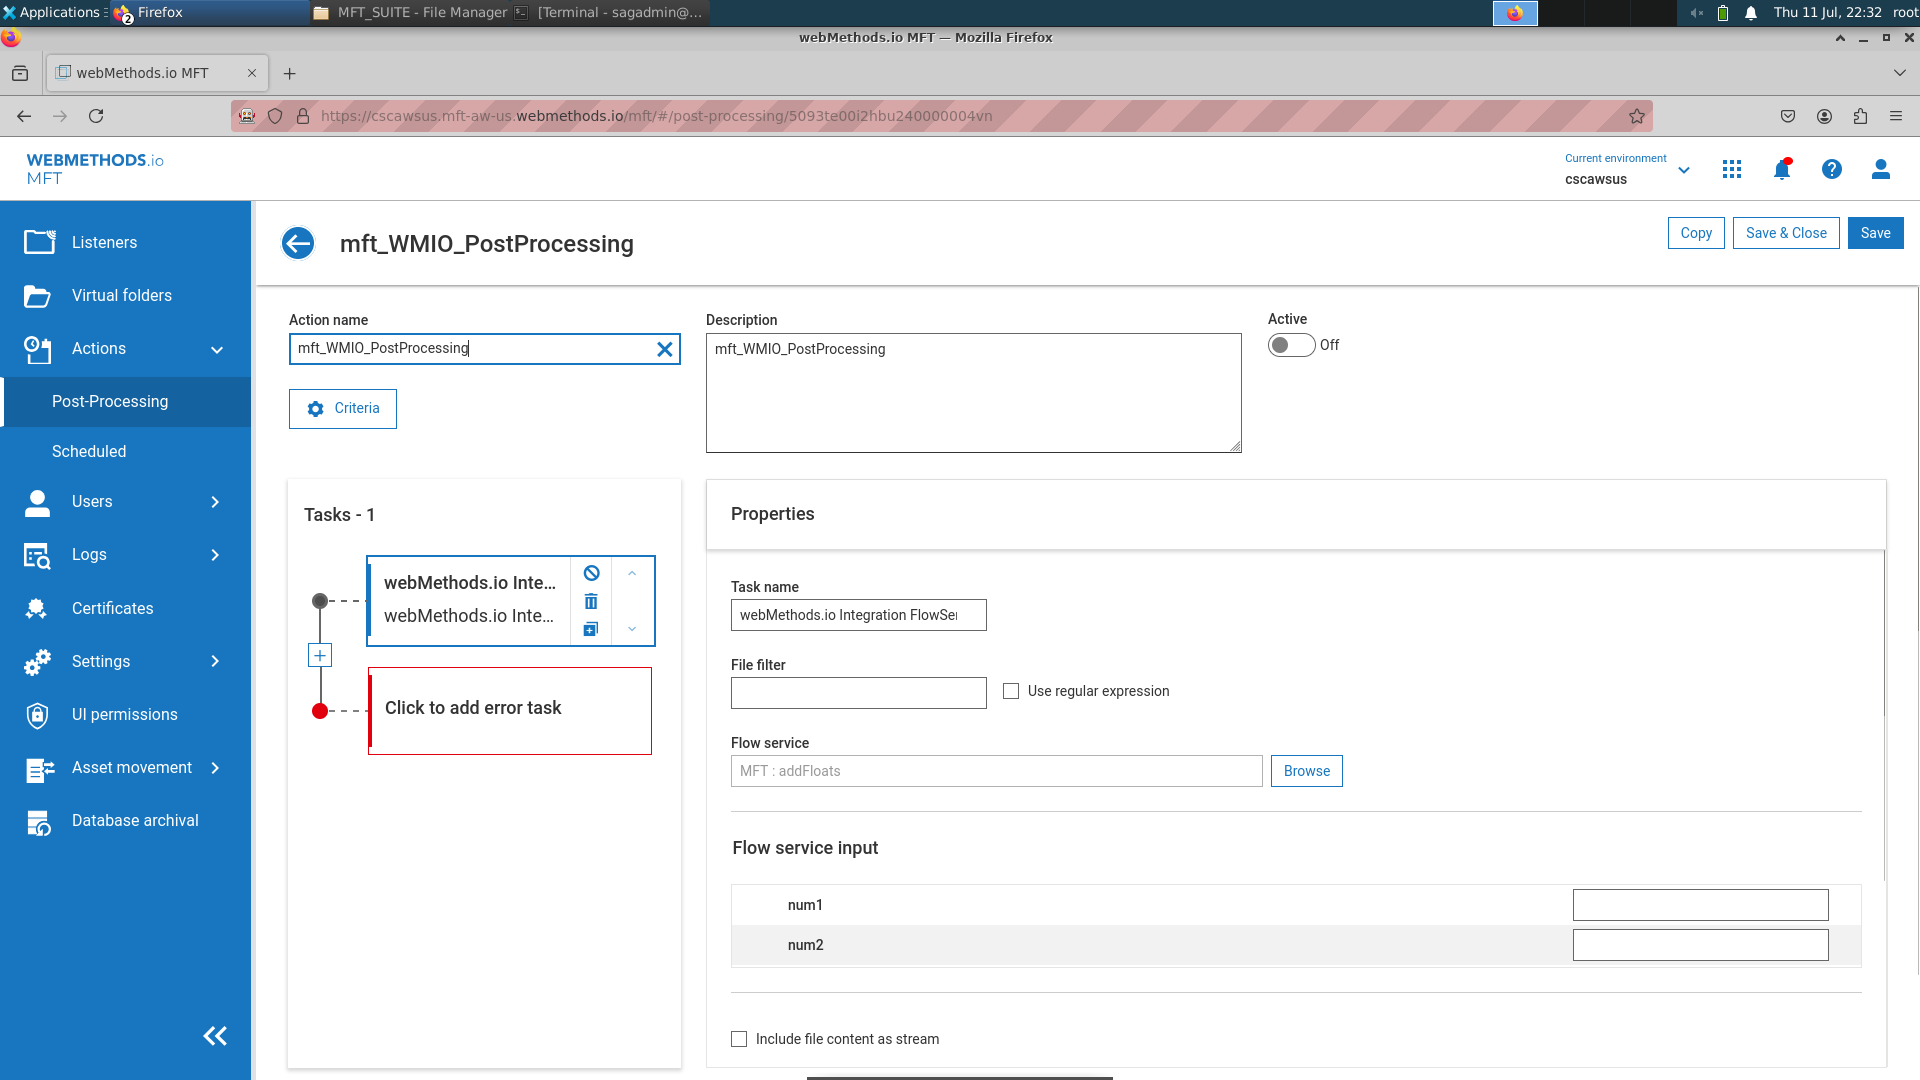 Applications
2
Firefox
MFT_SUITE - File Manager
[Terminal - sagadmin@...
Thu 11 Jul, 22:32
root
webMethods.io MFT — Mozilla Firefox
webMethods.io MFT
https://cscawsus.mft-aw-us.webmethods.io/mft/#/post-processing/5093te00i2hbu240000004vn
WEBMETHODS.io
MFT
Current environment
cscawsus
Listeners
Virtual folders
Actions
Post-Processing
Scheduled
Users
Logs
Certificates
Settings
UI permissions
Asset movement
Database archival
mft_WMIO_PostProcessing
Copy
Save & Close
Save
Action name
mft_WMIO_PostProcessing
Criteria
Description
mft_WMIO_PostProcessing
Active
Off
Tasks - 1
webMethods.io Inte...
webMethods.io Inte...
Click to add error task
Properties
Task name
webMethods.io Integration FlowSer
File filter
Use regular expression
Flow service
MFT : addFloats
Browse
Flow service input
num1
num2
Include file content as stream